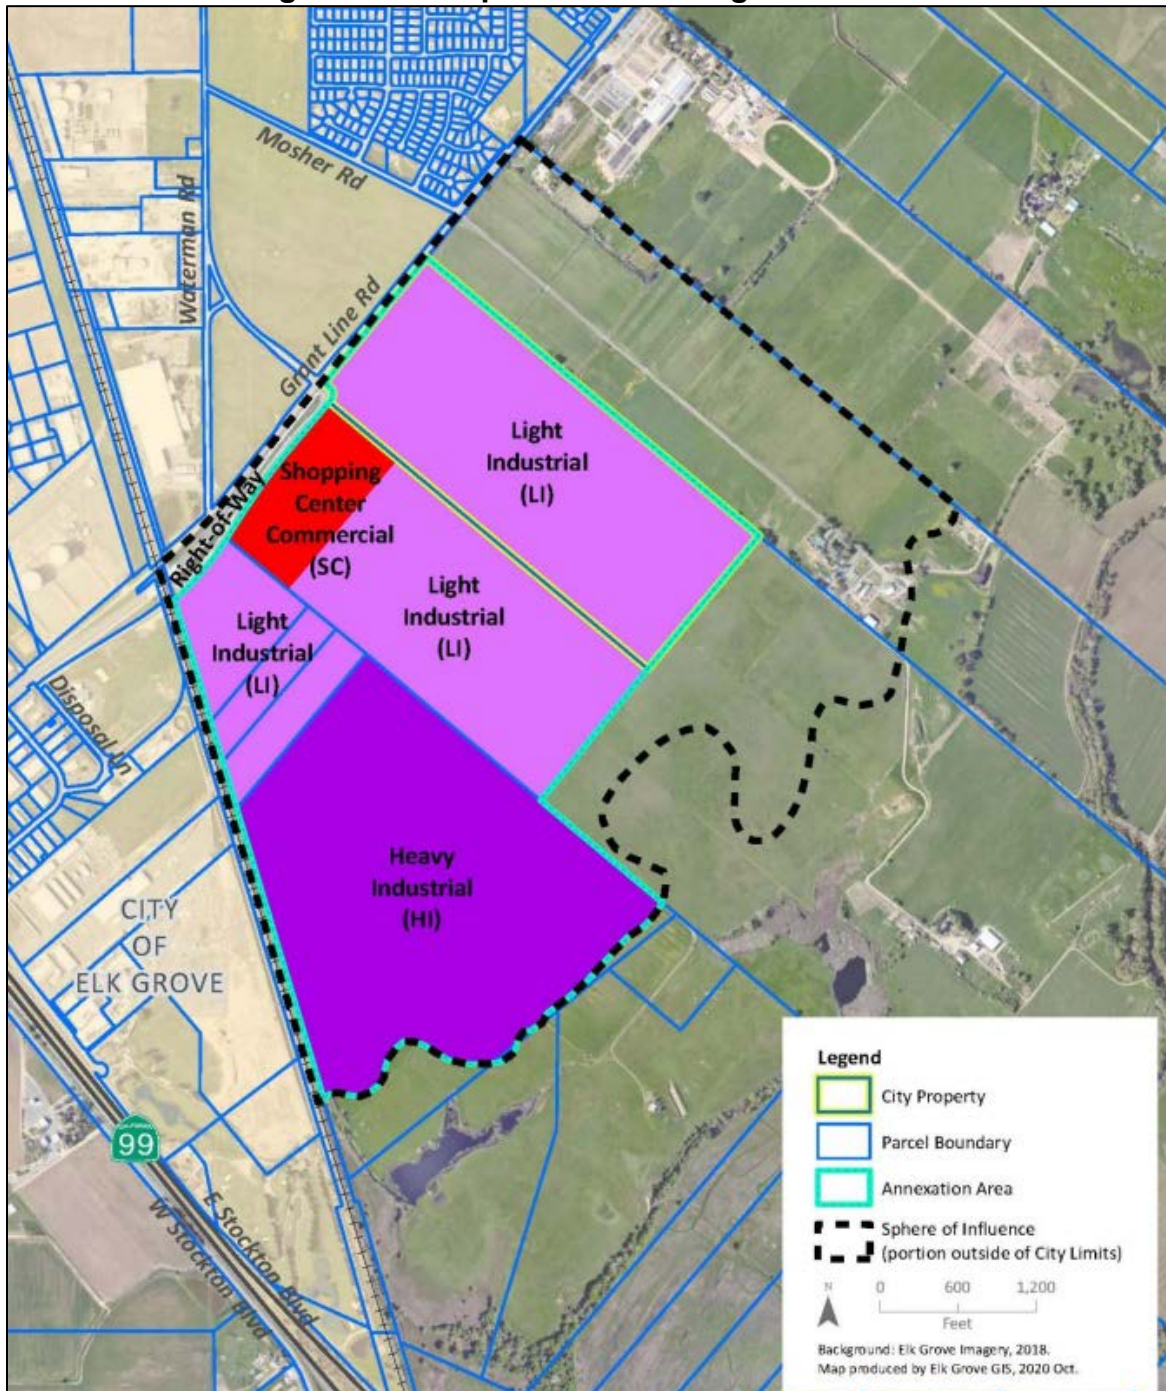 Mosher Rd
Waterman Rd
Grant Line Rd
Light
Industrial
(LI)
Shopping
Center
Commercial
(SC)
Right-of-Way
Light
Industrial
(LI)
Light
Industrial
(LI)
Disposal Ln
Heavy
Industrial
(HI)
CITY
OF
ELK GROVE
99
E Stockton Blvd
W Stockton Blvd
Legend
City Property
Parcel Boundary
Annexation Area
Sphere of Influence
(portion outside of City Limits)
N
0 600 1,200
Feet
Background: Elk Grove Imagery, 2018.
Map produced by Elk Grove GIS, 2020 Oct.